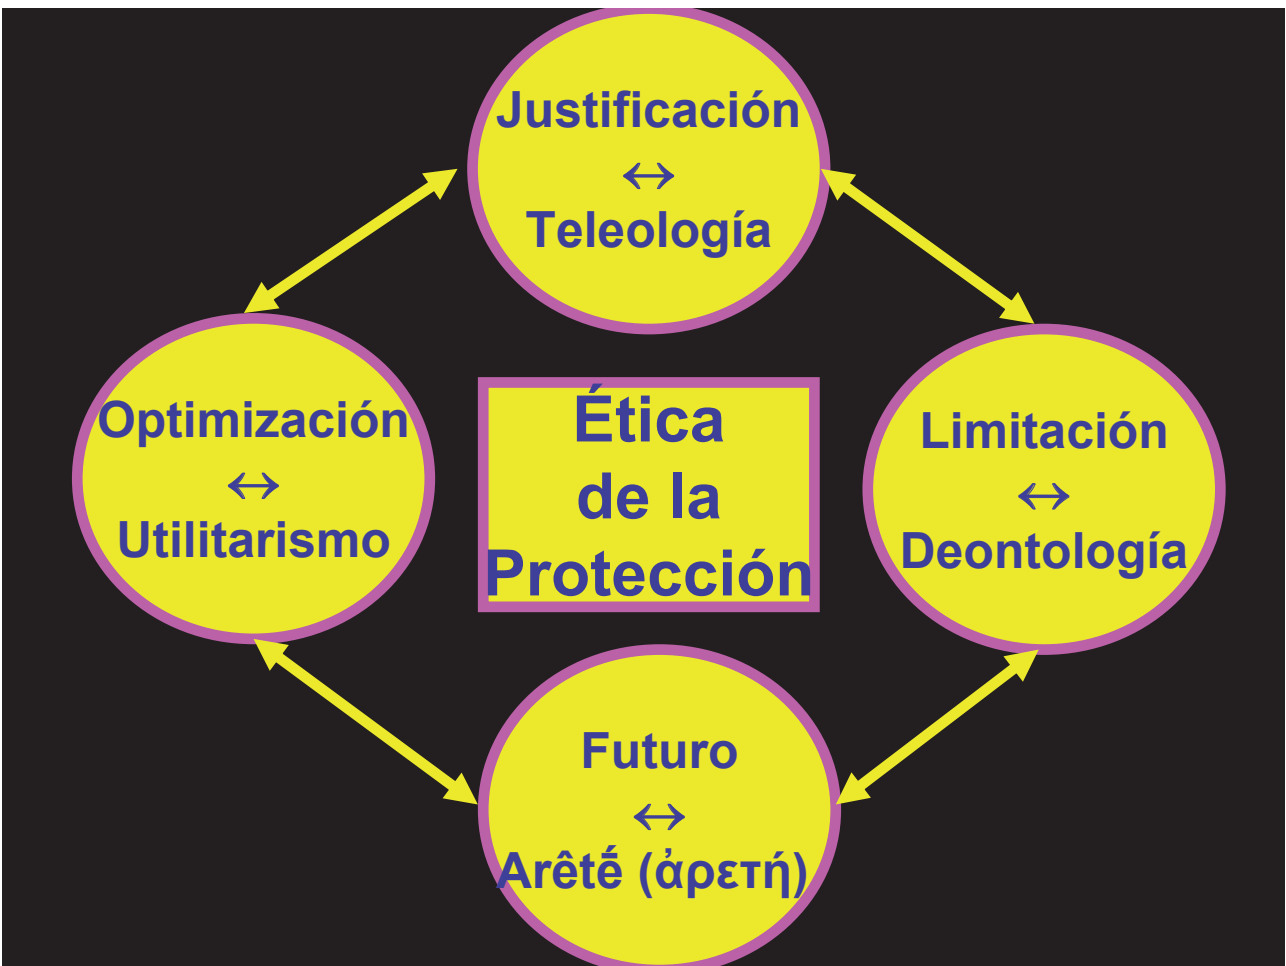 Justificación
↔
Teleología
Optimización
↔
Utilitarismo
Ética
de la
Protección
Limitación
↔
Deontología
Futuro
↔
Arêtḗ (ἀρετή)